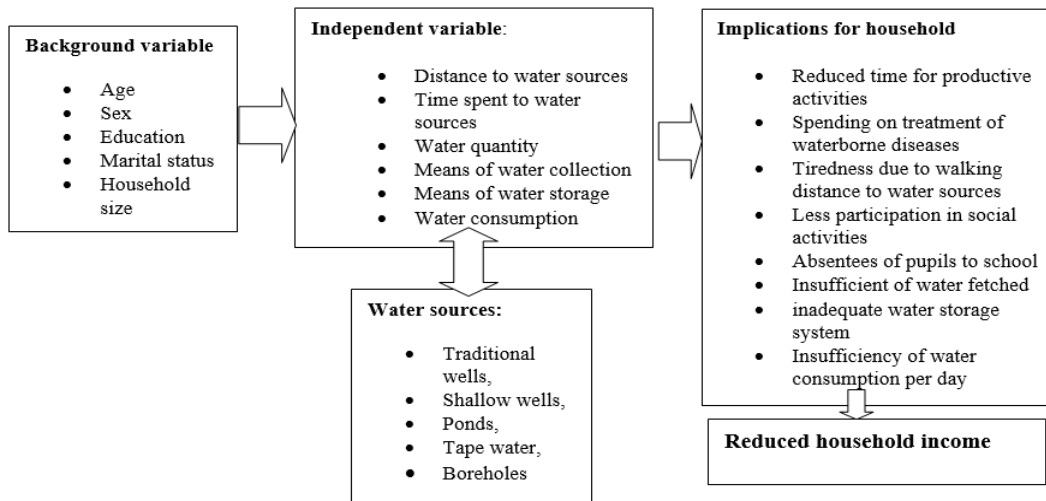 Background variable
• Age
• Sex
• Education
• Marital status
• Household
size
Independent variable:
• Distance to water sources
• Time spent to water
sources
• Water quantity
• Means of water collection
• Means of water storage
• Water consumption
Water sources:
• Traditional
wells,
• Shallow wells,
• Ponds,
• Tape water,
• Boreholes
Implications for household
• Reduced time for productive
activities
• Spending on treatment of
waterborne diseases
• Tiredness due to walking
distance to water sources
• Less participation in social
activities
• Absentees of pupils to school
• Insufficient of water fetched
• inadequate water storage
system
• Insufficiency of water
consumption per day
Reduced household income